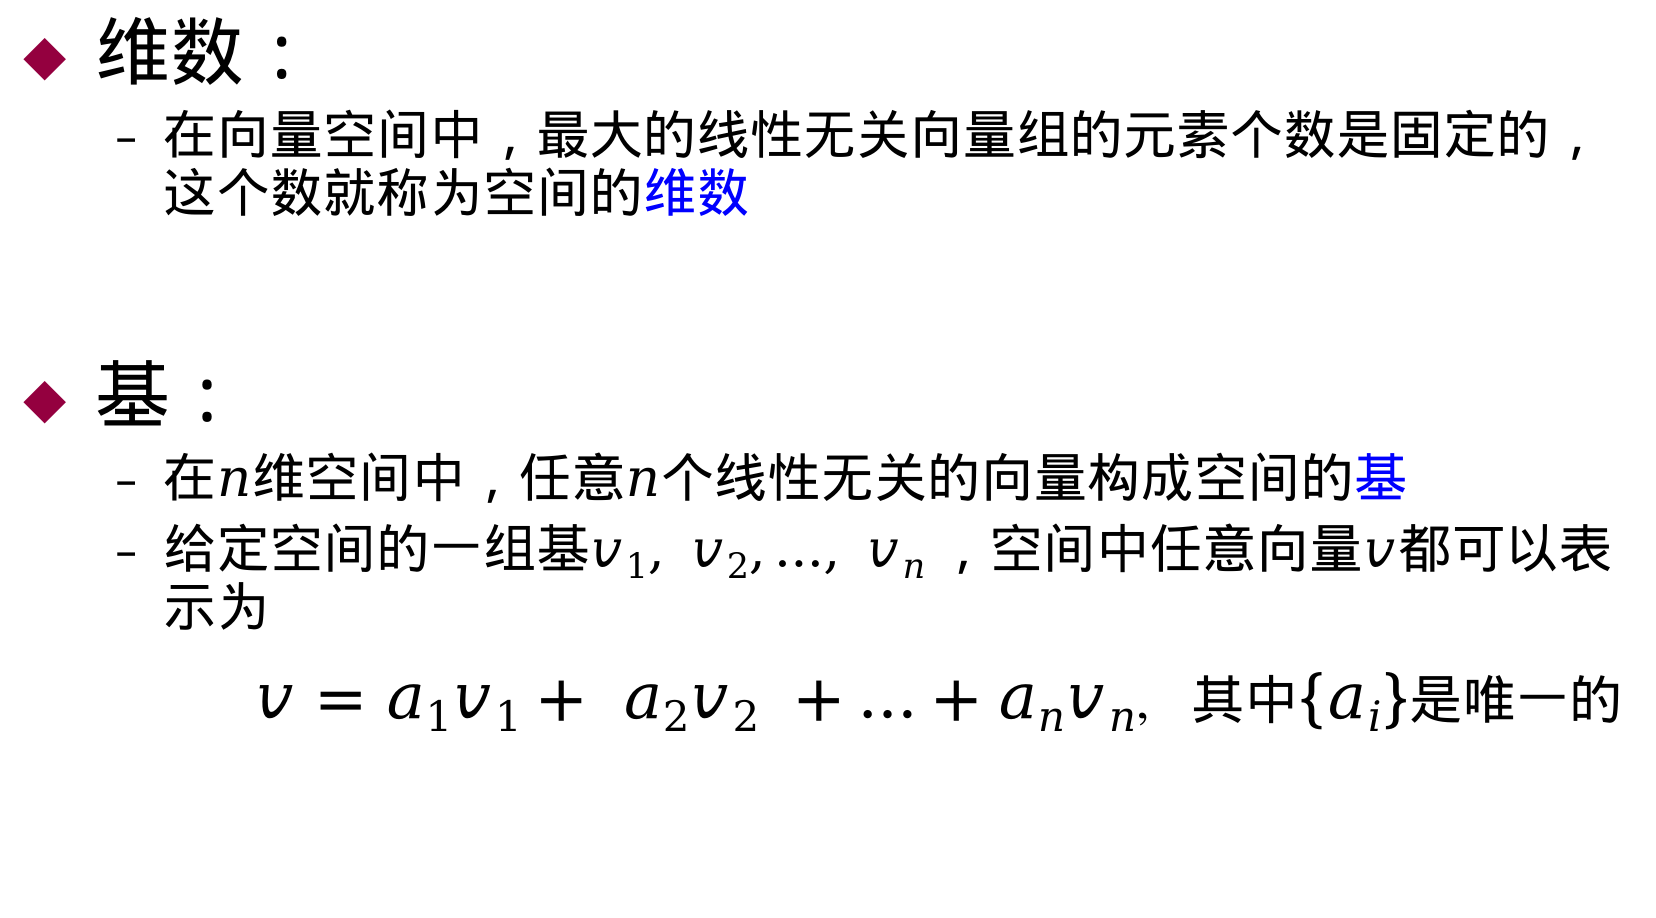 ◆ 维数：
– 在向量空间中，最大的线性无关向量组的元素个数是固定的，
这个数就称为空间的维数
◆ 基：
– 在n维空间中，任意n个线性无关的向量构成空间的基
– 给定空间的一组基v₁, v₂, …, vₙ ，空间中任意向量v都可以表
示为
v = a₁v₁ + a₂v₂ + … + aₙvₙ, 其中{aᵢ}是唯一的